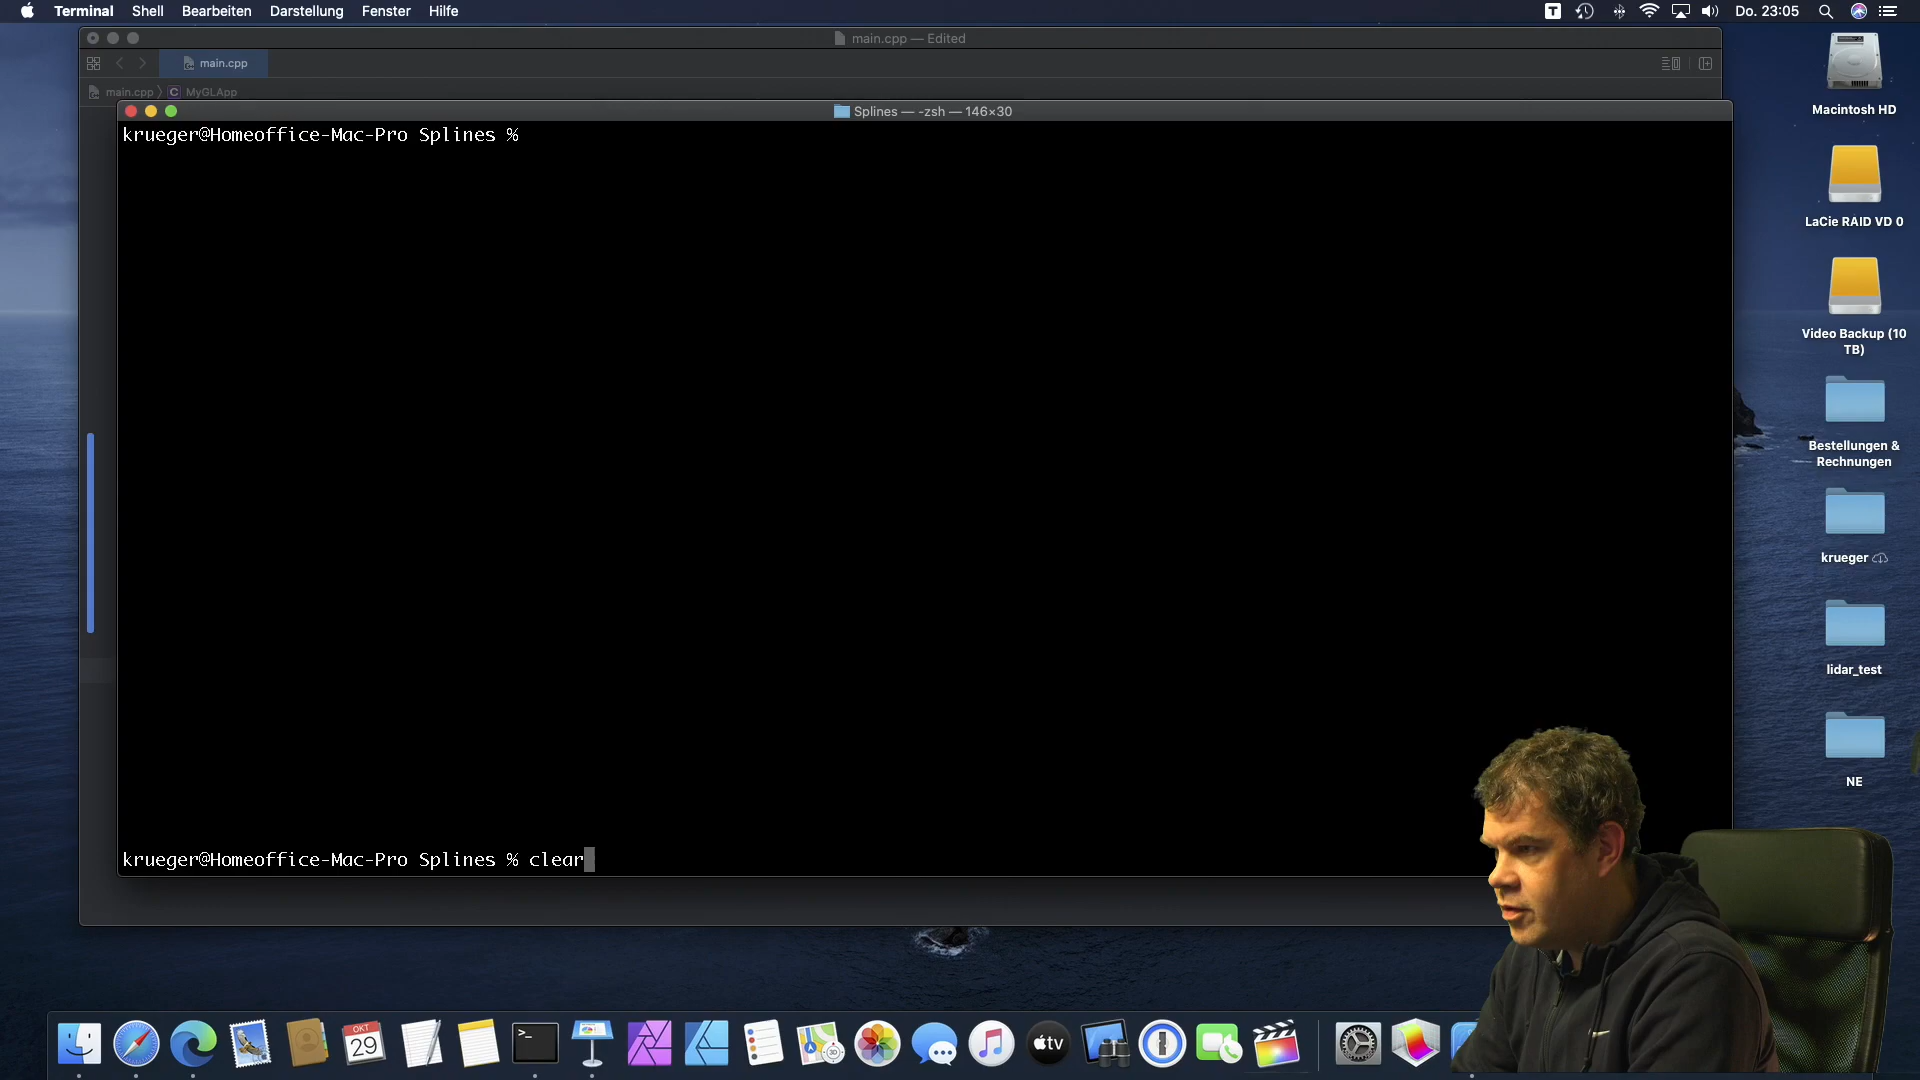 Terminal Shell Bearbeiten Darstellung Fenster Hilfe
T
Do. 23:05
main.cpp — Edited
main.cpp
main.cpp
C MyGLApp
Splines — -zsh — 146×30
krueger@Homeoffice-Mac-Pro Splines %
krueger@Homeoffice-Mac-Pro Splines % clear
Macintosh HD
LaCie RAID VD 0
Video Backup (10
TB)
Bestellungen &
Rechnungen
krueger
lidar_test
NE
OKT
29
>_
tv